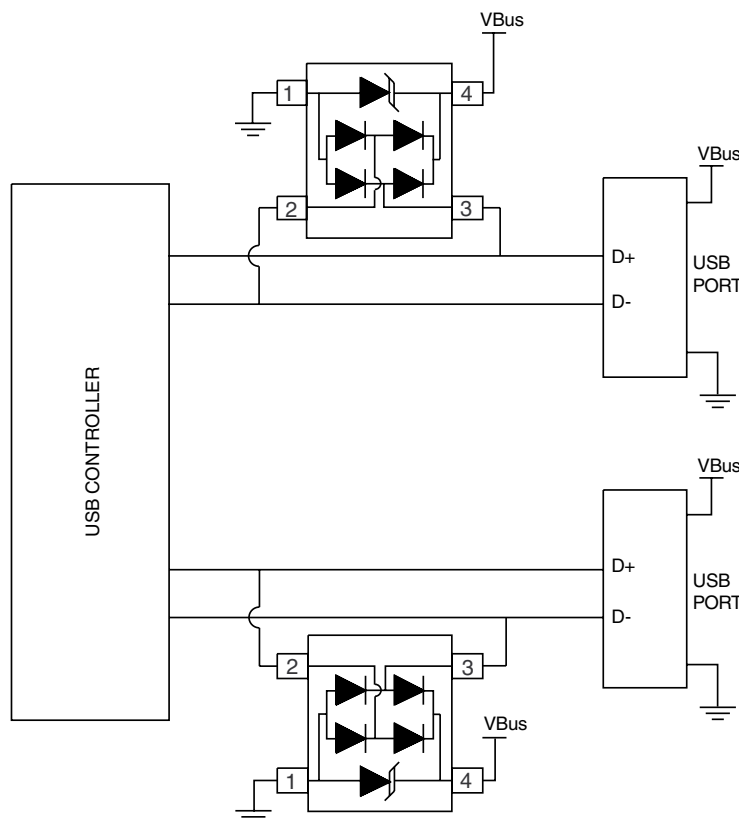 VBus
1
4
2
3
VBus
D+
USB
PORT
D-
USB CONTROLLER
VBus
D+
USB
PORT
D-
2
3
VBus
1
4